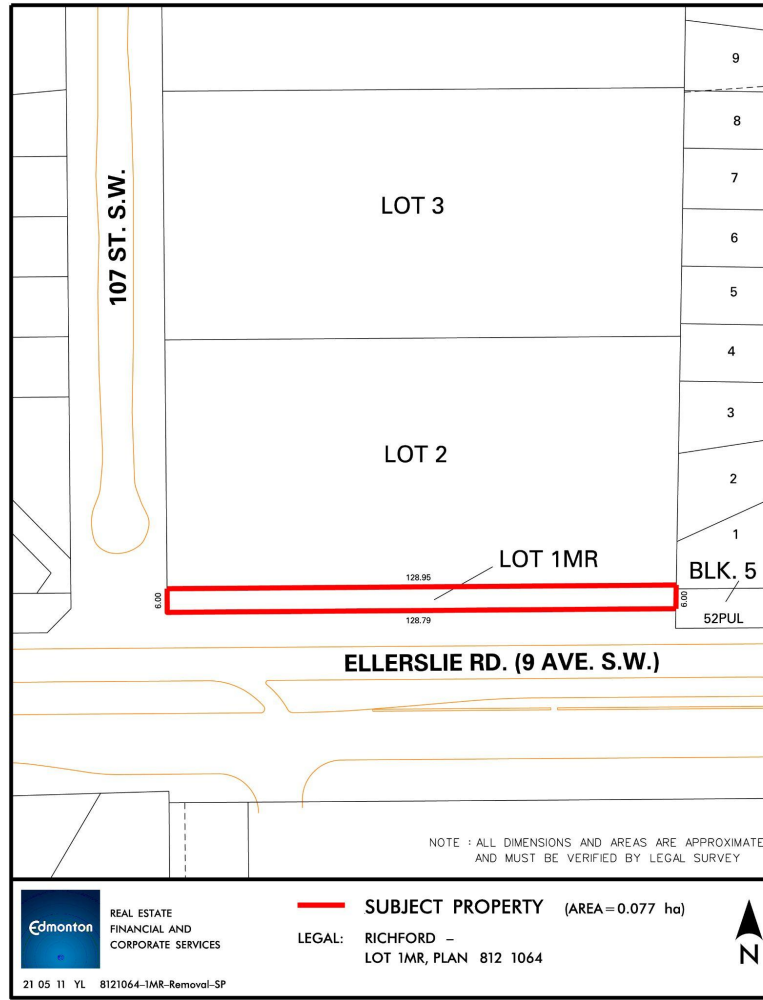 9
8
7
6
5
4
3
2
1
107 ST. S.W.
LOT 3
LOT 2
LOT 1MR
BLK. 5
128.95
6.00
6.00
128.79
52PUL
ELLERSLIE RD. (9 AVE. S.W.)
NOTE : ALL DIMENSIONS AND AREAS ARE APPROXIMATE
AND MUST BE VERIFIED BY LEGAL SURVEY
Edmonton
REAL ESTATE
FINANCIAL AND
CORPORATE SERVICES
SUBJECT PROPERTY (AREA=0.077 ha)
LEGAL: RICHFORD –
LOT 1MR, PLAN 812 1064
N
21 05 11 YL 8121064–1MR–Removal–SP